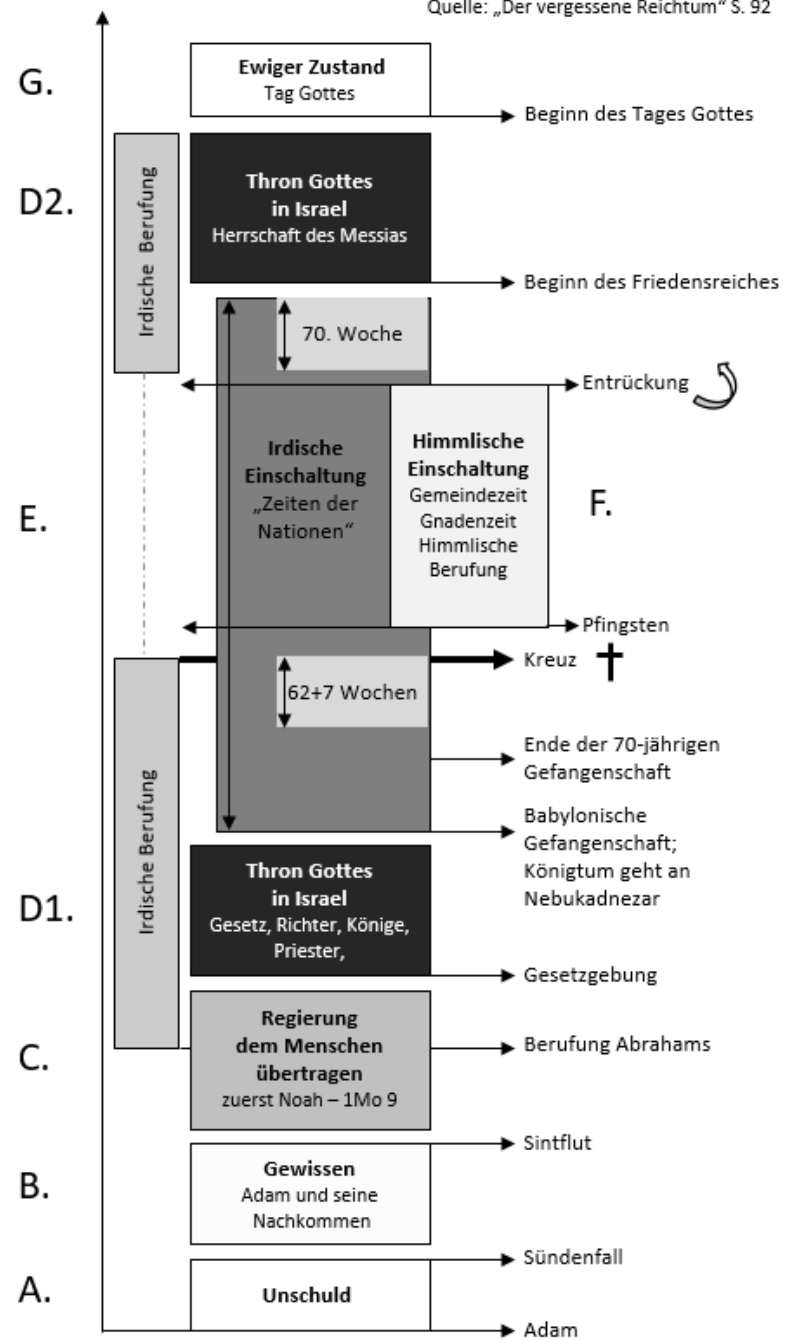 Quelle: „Der vergessene Reichtum“ S. 92
G.
Ewiger Zustand
Tag Gottes
Beginn des Tages Gottes
D2.
Irdische Berufung
Thron Gottes
in Israel
Herrschaft des Messias
Beginn des Friedensreiches
70. Woche
Entrückung
E.
Irdische
Einschaltung
„Zeiten der
Nationen“
Himmlische
Einschaltung
Gemeindezeit
Gnadenzeit
Himmlische
Berufung
F.
Pfingsten
Kreuz
62+7 Wochen
Ende der 70-jährigen
Gefangenschaft
Babylonische
Gefangenschaft;
Königtum geht an
Nebukadnezar
D1.
Irdische Berufung
Thron Gottes
in Israel
Gesetz, Richter, Könige,
Priester,
Gesetzgebung
C.
Regierung
dem Menschen
übertragen
zuerst Noah – 1Mo 9
Berufung Abrahams
Sintflut
B.
Gewissen
Adam und seine
Nachkommen
Sündenfall
A.
Unschuld
Adam